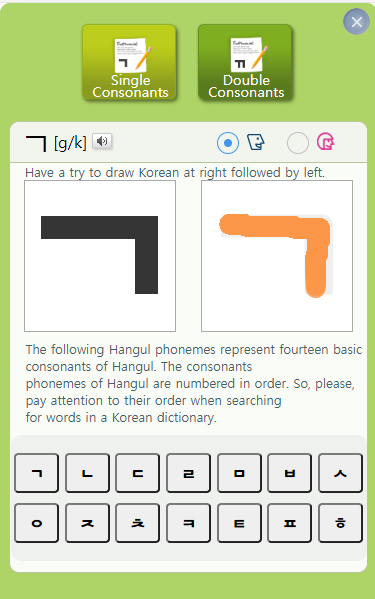 Single
Consonants
Double
Consonants
ㄱ [g/k]
Have a try to draw Korean at right followed by left.
ㄱ
ㄱ
The following Hangul phonemes represent fourteen basic
consonants of Hangul. The consonants
phonemes of Hangul are numbered in order. So, please,
pay attention to their order when searching
for words in a Korean dictionary.
ㄱ ㄴ ㄷ ㄹ ㅁ ㅂ ㅅ
ㅇ ㅈ ㅊ ㅋ ㅌ ㅍ ㅎ